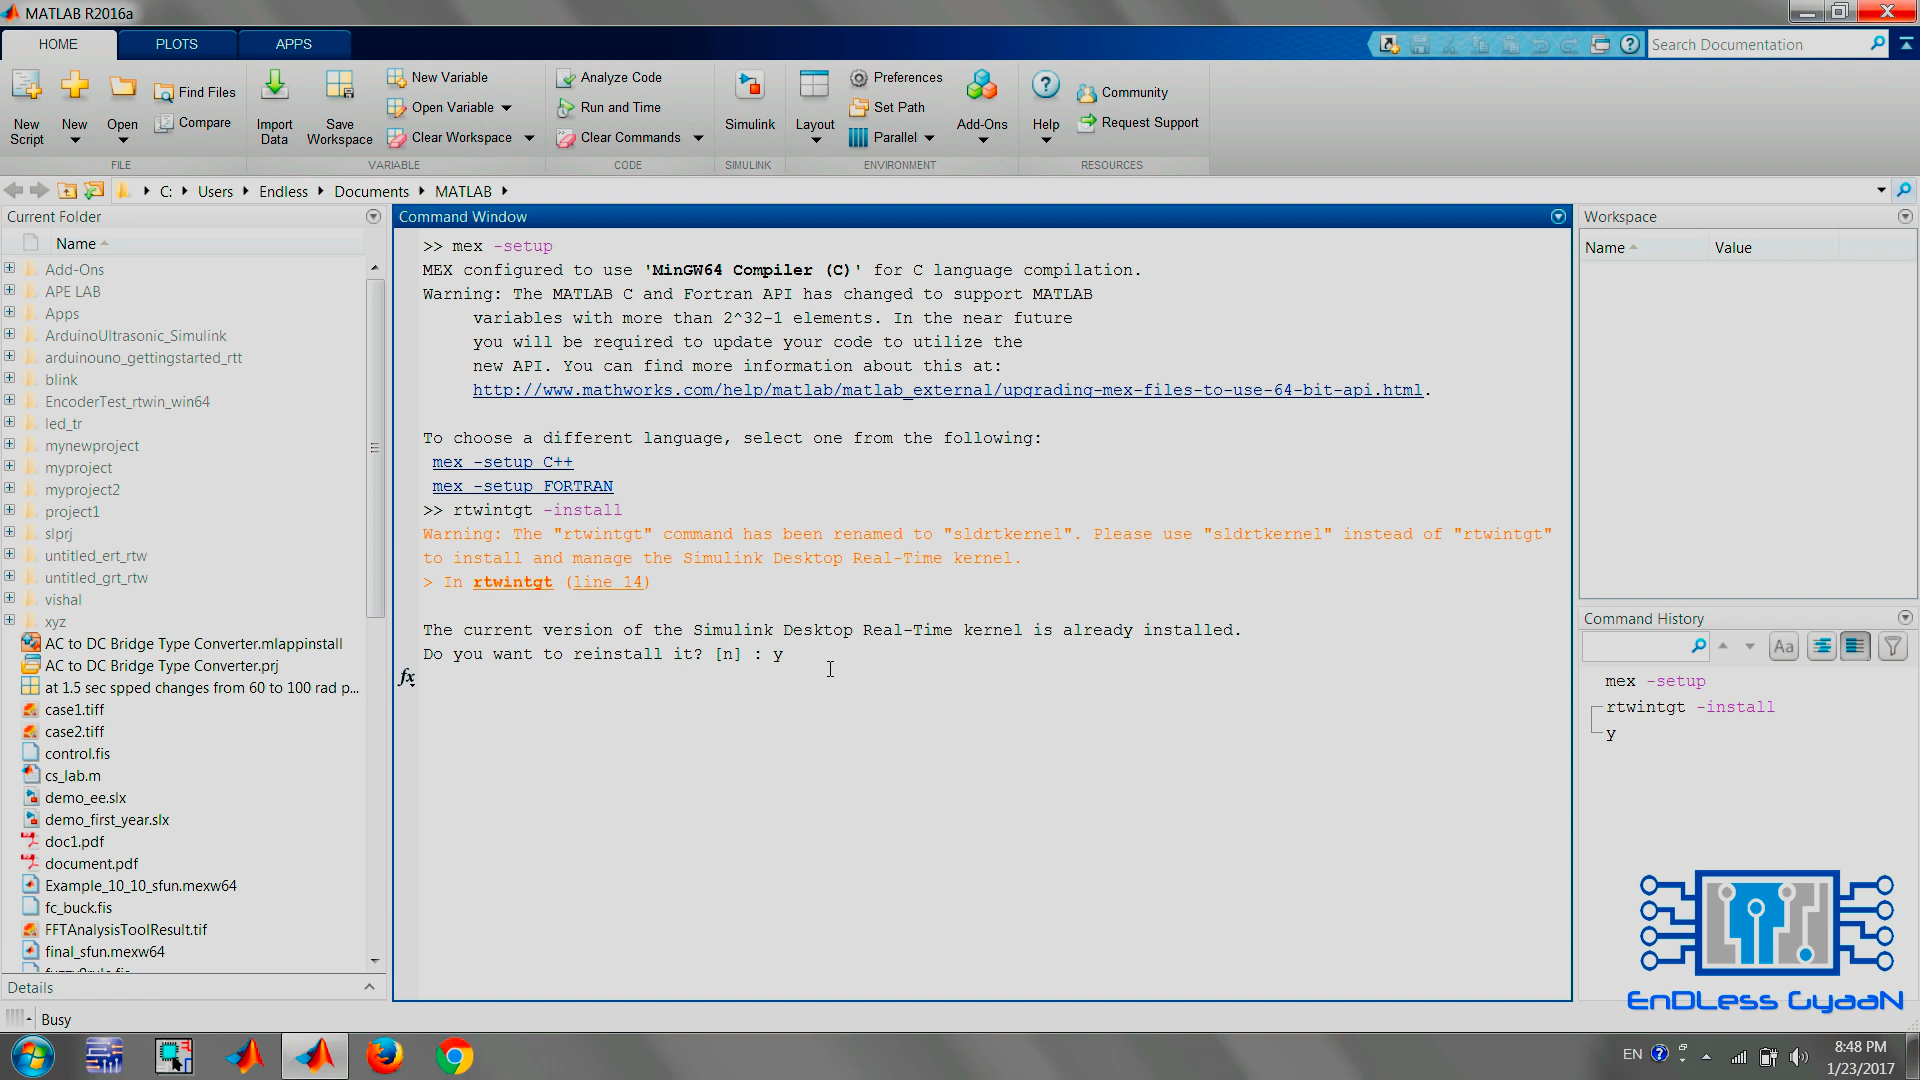 MATLAB R2016a
HOME PLOTS APPS
Search Documentation
New Script
New
Open
Find Files
Compare
FILE
Import Data
Save Workspace
New Variable
Open Variable
Clear Workspace
VARIABLE
Analyze Code
Run and Time
Clear Commands
CODE
Simulink
SIMULINK
Layout
Preferences
Set Path
Parallel
Add-Ons
ENVIRONMENT
Help
Community
Request Support
RESOURCES
C: Users Endless Documents MATLAB
Current Folder
Name
Add-Ons
APE LAB
Apps
ArduinoUltrasonic_Simulink
arduinouno_gettingstarted_rtt
blink
EncoderTest_rtwin_win64
led_tr
mynewproject
myproject
myproject2
project1
slprj
untitled_ert_rtw
untitled_grt_rtw
vishal
xyz
AC to DC Bridge Type Converter.mlappinstall
AC to DC Bridge Type Converter.prj
at 1.5 sec spped changes from 60 to 100 rad p...
case1.tiff
case2.tiff
control.fis
cs_lab.m
demo_ee.slx
demo_first_year.slx
doc1.pdf
document.pdf
Example_10_10_sfun.mexw64
fc_buck.fis
FFTAnalysisToolResult.tif
final_sfun.mexw64
Details
Busy
Command Window
>> mex -setup
MEX configured to use 'MinGW64 Compiler (C)' for C language compilation.
Warning: The MATLAB C and Fortran API has changed to support MATLAB
variables with more than 2^32-1 elements. In the near future
you will be required to update your code to utilize the
new API. You can find more information about this at:
http://www.mathworks.com/help/matlab/matlab_external/upgrading-mex-files-to-use-64-bit-api.html.
To choose a different language, select one from the following:
mex -setup C++
mex -setup FORTRAN
>> rtwintgt -install
Warning: The "rtwintgt" command has been renamed to "sldrtkernel". Please use "sldrtkernel" instead of "rtwintgt"
to install and manage the Simulink Desktop Real-Time kernel.
> In rtwintgt (line 14)
The current version of the Simulink Desktop Real-Time kernel is already installed.
Do you want to reinstall it? [n] : y
fx
Workspace
Name Value
Command History
Aa
mex -setup
rtwintgt -install
y
EnDLess GyaaN
EN
8:48 PM
1/23/2017